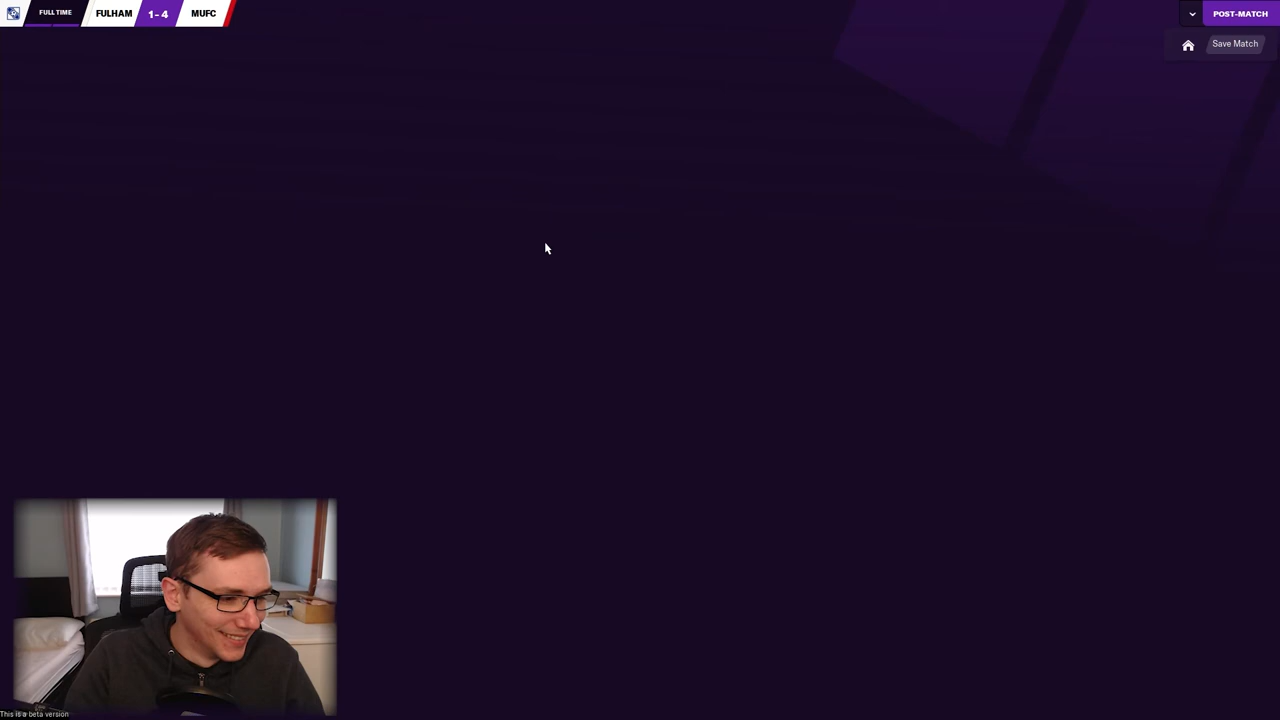 FULL TIME
FULHAM
1 - 4
MUFC
POST-MATCH
Save Match
This is a beta version